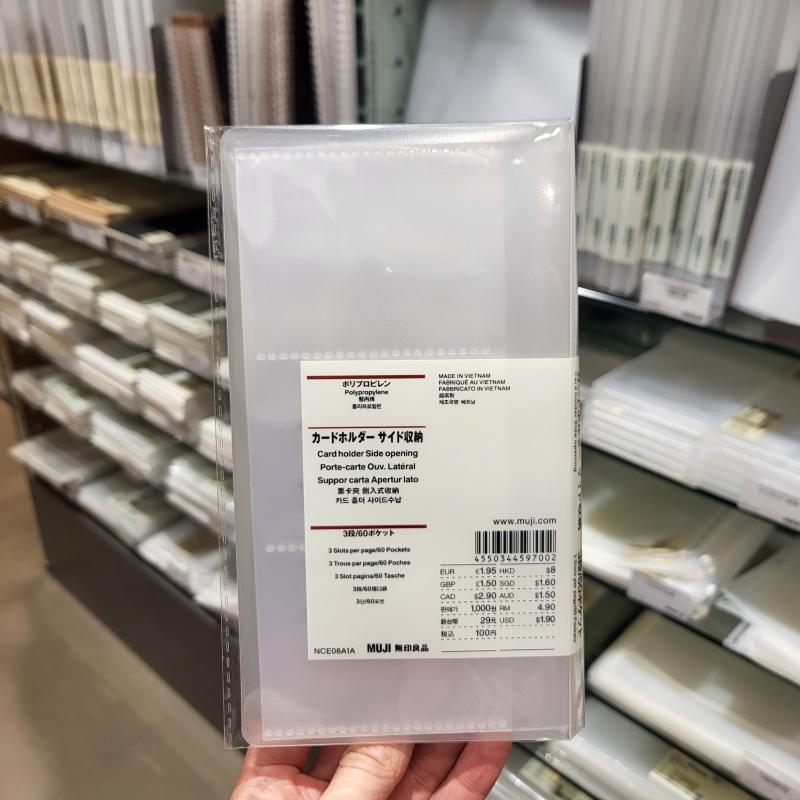 ポリプロピレン
Polypropylene
聚丙烯
폴리프로필렌
カードホルダー サイド収納
Card holder Side opening
Porte-carte Ouv. Latéral
Suppor carta Apertur lato
票卡夾 側入式收納
카드 홀더 사이드수납
3段/60ポケット
3 Slots per page/60 Pockets
3 Trous par page/60 Poches
3 Slot pagina/60 Tasche
3段/60個口袋
3단/60포켓
NCE08A1A MUJI 無印良品
MADE IN VIETNAM
FABRIQUÉ AU VIETNAM
FABBRICATO IN VIETNAM
越南製
제조국명 베트남
www.muji.com
4550344597002
EUR €1.95 HKD $8
GBP £1.50 SGD $1.60
CAD $2.90 AUD $1.50
판매가 1,000원 RM 4.90
新台幣 29元 USD $1.90
税込 100円